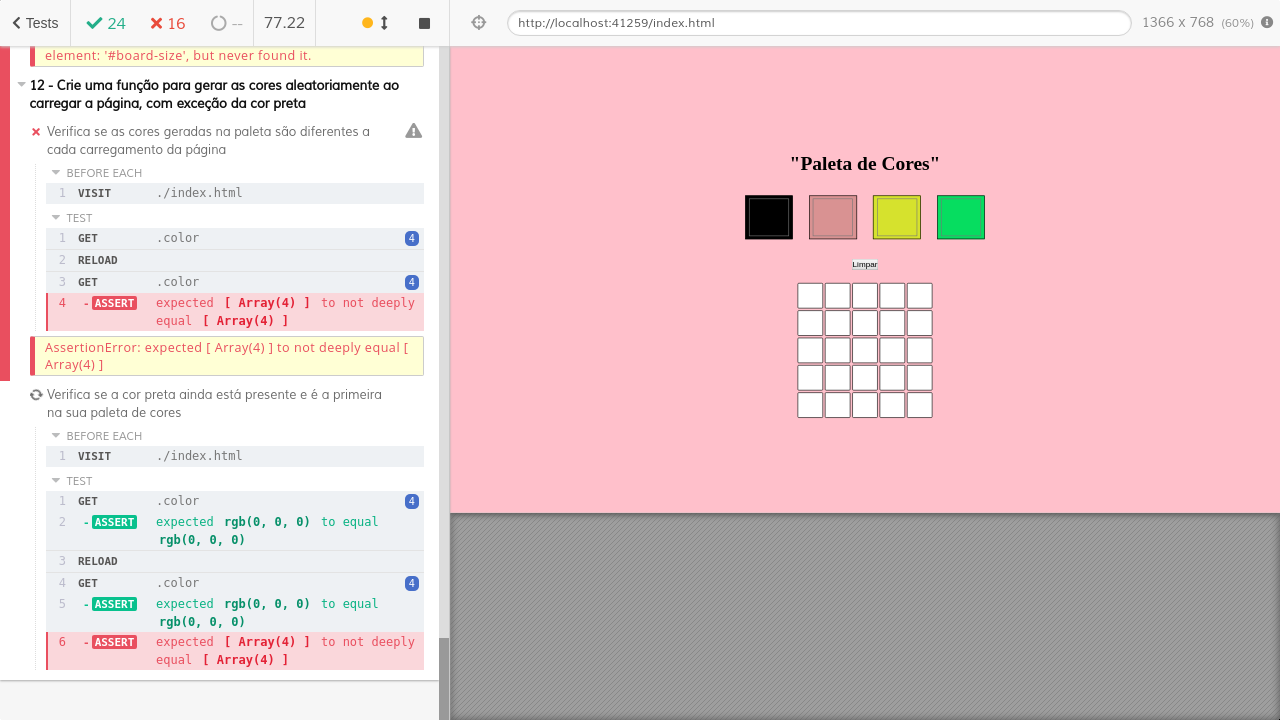 Tests 24 16 -- 77.22 http://localhost:41259/index.html 1366 x 768 (60%)
element: '#board-size', but never found it.
12 - Crie uma função para gerar as cores aleatoriamente ao
carregar a página, com exceção da cor preta
Verifica se as cores geradas na paleta são diferentes a
cada carregamento da página
BEFORE EACH
1 VISIT ./index.html
TEST
1 GET .color 4
2 RELOAD
3 GET .color 4
4 -ASSERT expected [ Array(4) ] to not deeply
equal [ Array(4) ]
AssertionError: expected [ Array(4) ] to not deeply equal [
Array(4) ]
Verifica se a cor preta ainda está presente e é a primeira
na sua paleta de cores
BEFORE EACH
1 VISIT ./index.html
TEST
1 GET .color 4
2 -ASSERT expected rgb(0, 0, 0) to equal
rgb(0, 0, 0)
3 RELOAD
4 GET .color 4
5 -ASSERT expected rgb(0, 0, 0) to equal
rgb(0, 0, 0)
6 -ASSERT expected [ Array(4) ] to not deeply
equal [ Array(4) ]
"Paleta de Cores"
Limpar